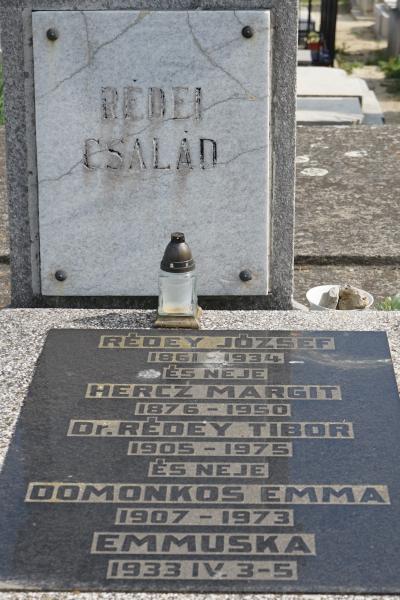 RÉDEI
CSALÁD
RÉDEY JÓZSEF
1861-1934
ÉS NEJE
HERCZ MARGIT
1876-1950
Dr. RÉDEY TIBOR
1905-1975
ÉS NEJE
DOMONKOS EMMA
1907-1973
EMMUSKA
1933 IV. 3-5